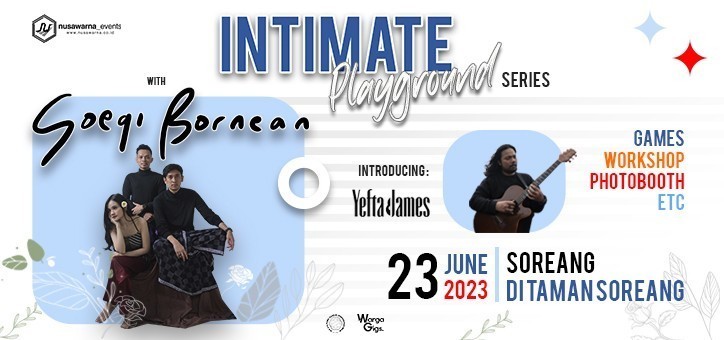 nusawarna_events
www.nusawarna.co.id
INTIMATE
Playground SERIES
WITH
Soegi Bornean
INTRODUCING:
Yefta James
GAMES
WORKSHOP
PHOTOBOOTH
ETC
23 JUNE 2023
SOREANG
DI TAMAN SOREANG
Warga Gigs.